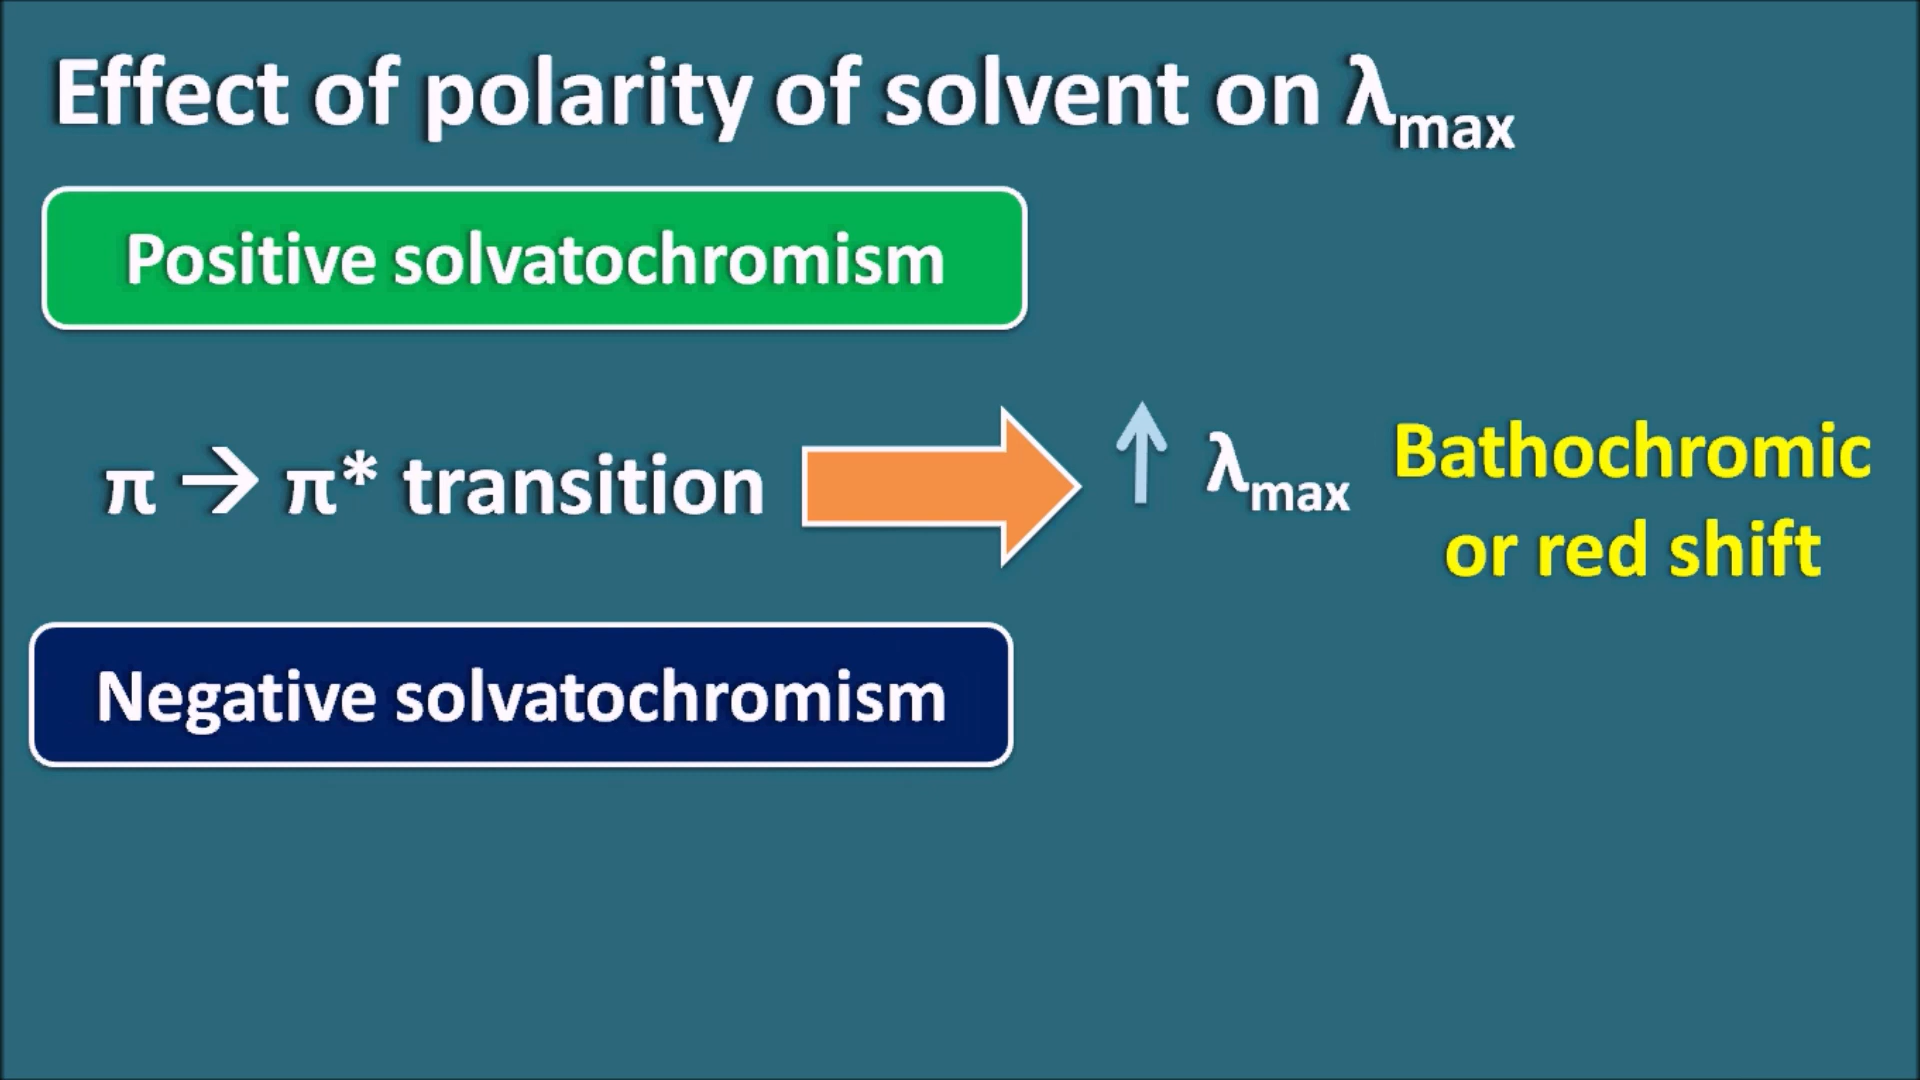 Effect of polarity of solvent on λmax
Positive solvatochromism
π → π* transition
↑ λmax
Bathochromic
or red shift
Negative solvatochromism